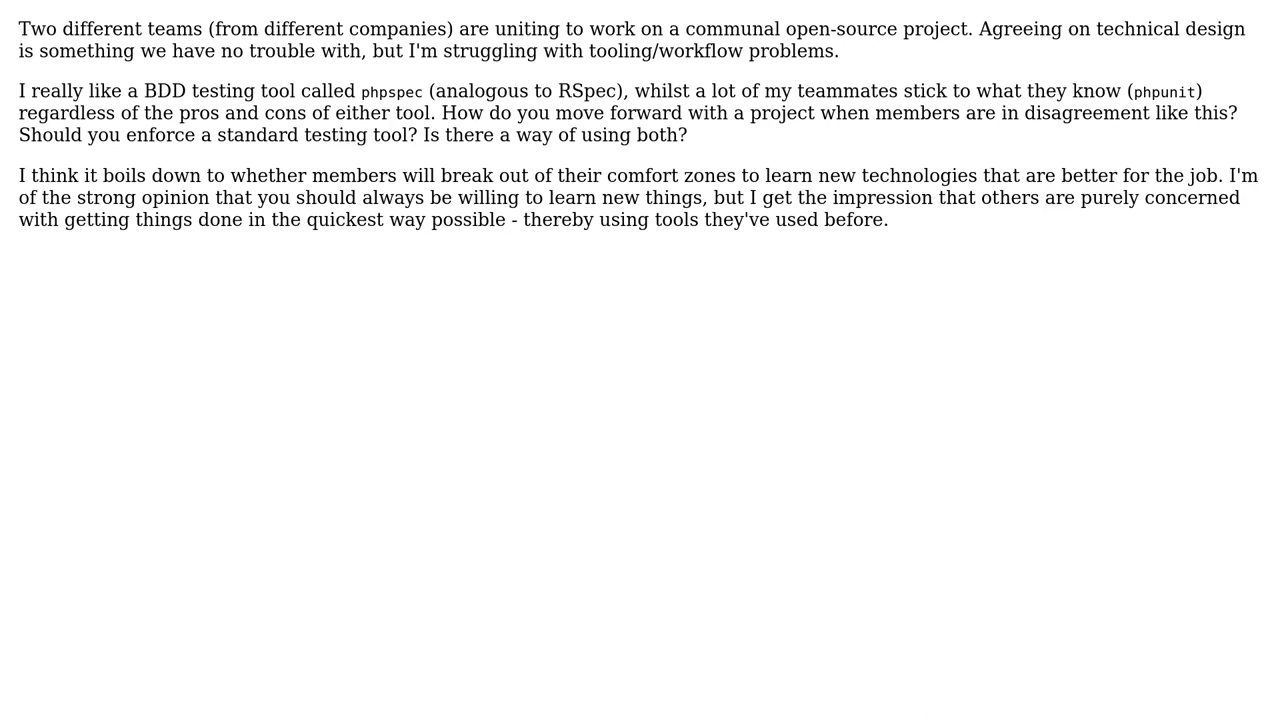 Two different teams (from different companies) are uniting to work on a communal open-source project. Agreeing on technical design
is something we have no trouble with, but I'm struggling with tooling/workflow problems.
I really like a BDD testing tool called phpspec (analogous to RSpec), whilst a lot of my teammates stick to what they know (phpunit)
regardless of the pros and cons of either tool. How do you move forward with a project when members are in disagreement like this?
Should you enforce a standard testing tool? Is there a way of using both?
I think it boils down to whether members will break out of their comfort zones to learn new technologies that are better for the job. I'm
of the strong opinion that you should always be willing to learn new things, but I get the impression that others are purely concerned
with getting things done in the quickest way possible - thereby using tools they've used before.